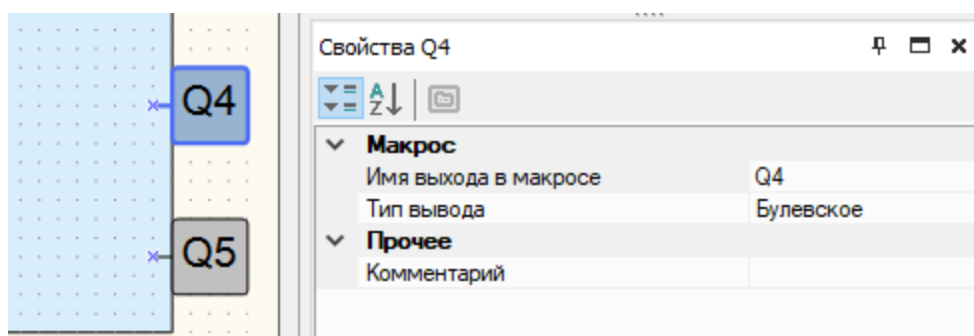 Q4
Q5
Свойства Q4
A
Z
Макрос
Имя выхода в макросе Q4
Тип вывода Булевское
Прочее
Комментарий